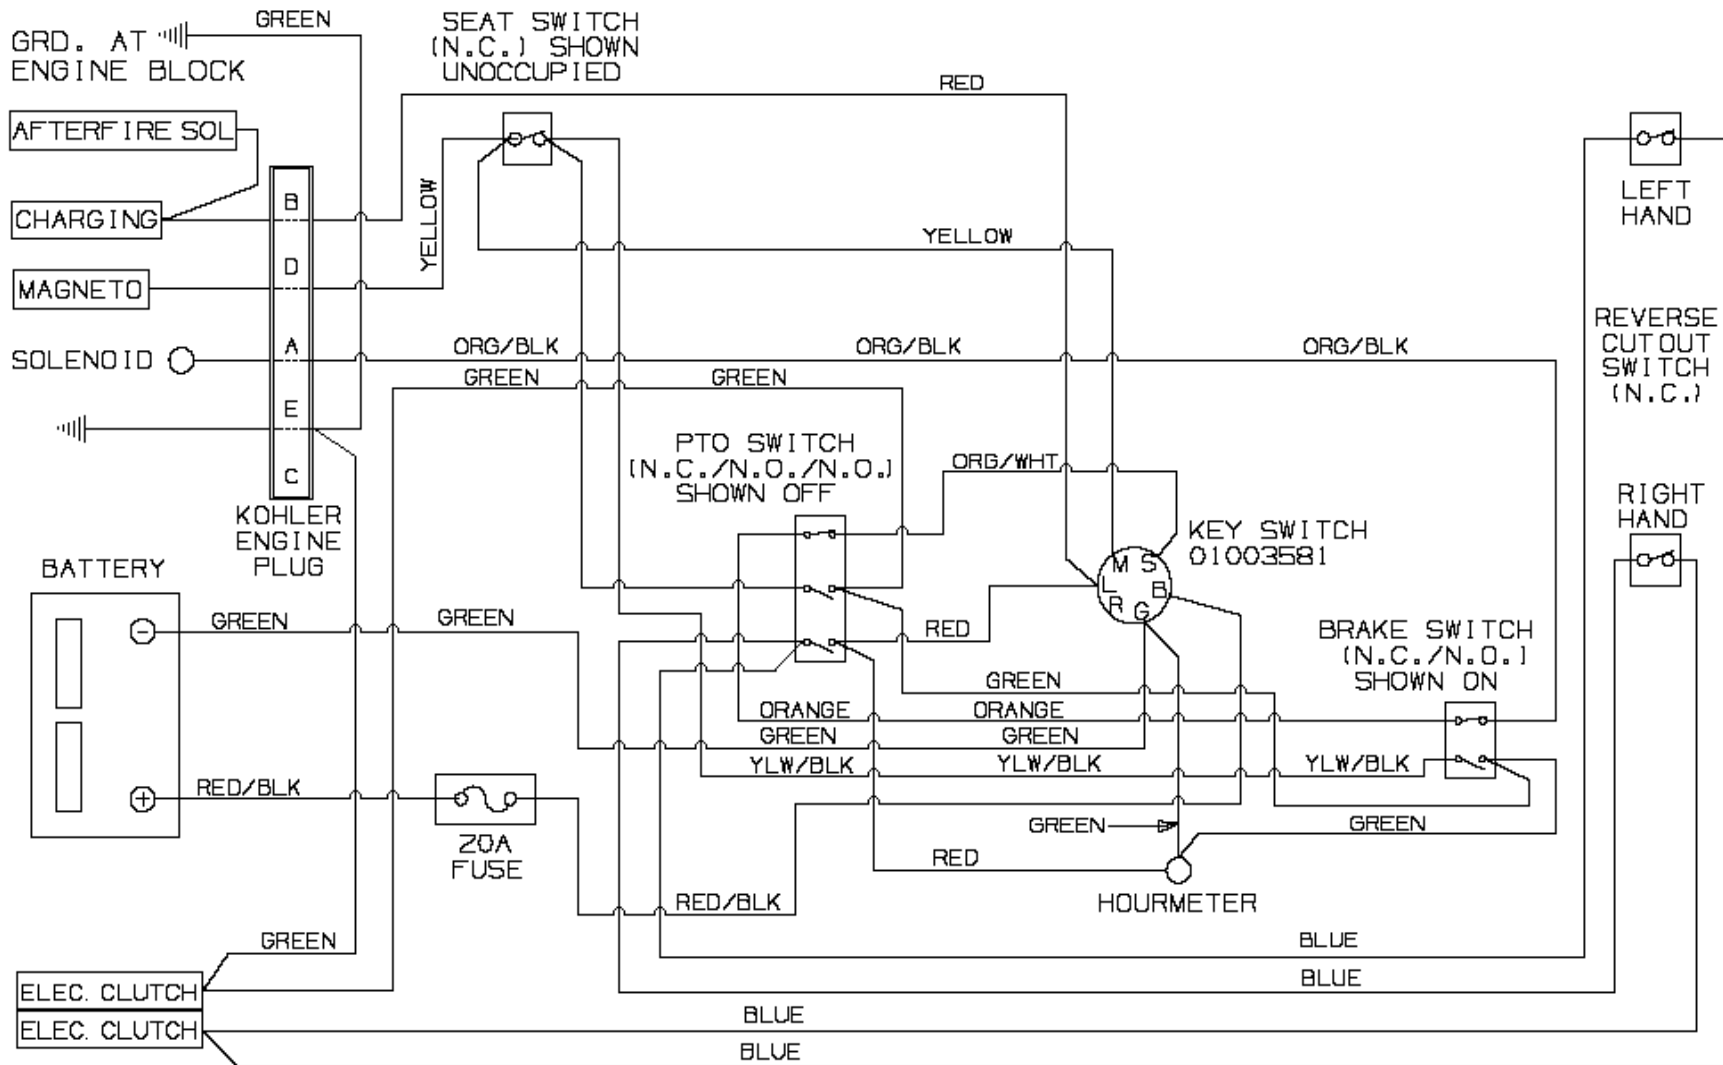 GREEN
GRD. AT
ENGINE BLOCK
SEAT SWITCH
(N.C.) SHOWN
UNOCCUPIED
RED
AFTERFIRE SOL
B
CHARGING
YELLOW
YELLOW
LEFT
HAND
D
MAGNETO
REVERSE
CUTOUT
SWITCH
(N.C.)
A
SOLENOID
ORG/BLK
ORG/BLK
ORG/BLK
GREEN
GREEN
E
C
PTO SWITCH
(N.C./N.O./N.O.)
SHOWN OFF
ORG/WHT
KOHLER
ENGINE
PLUG
KEY SWITCH
01003581
M
S
L
B
R
G
RIGHT
HAND
BATTERY
-
GREEN
GREEN
RED
BRAKE SWITCH
(N.C./N.O.)
SHOWN ON
GREEN
ORANGE
ORANGE
GREEN
GREEN
YLW/BLK
YLW/BLK
YLW/BLK
+
RED/BLK
20A
FUSE
GREEN
GREEN
RED
HOURMETER
RED/BLK
GREEN
BLUE
BLUE
ELEC. CLUTCH
ELEC. CLUTCH
BLUE
BLUE